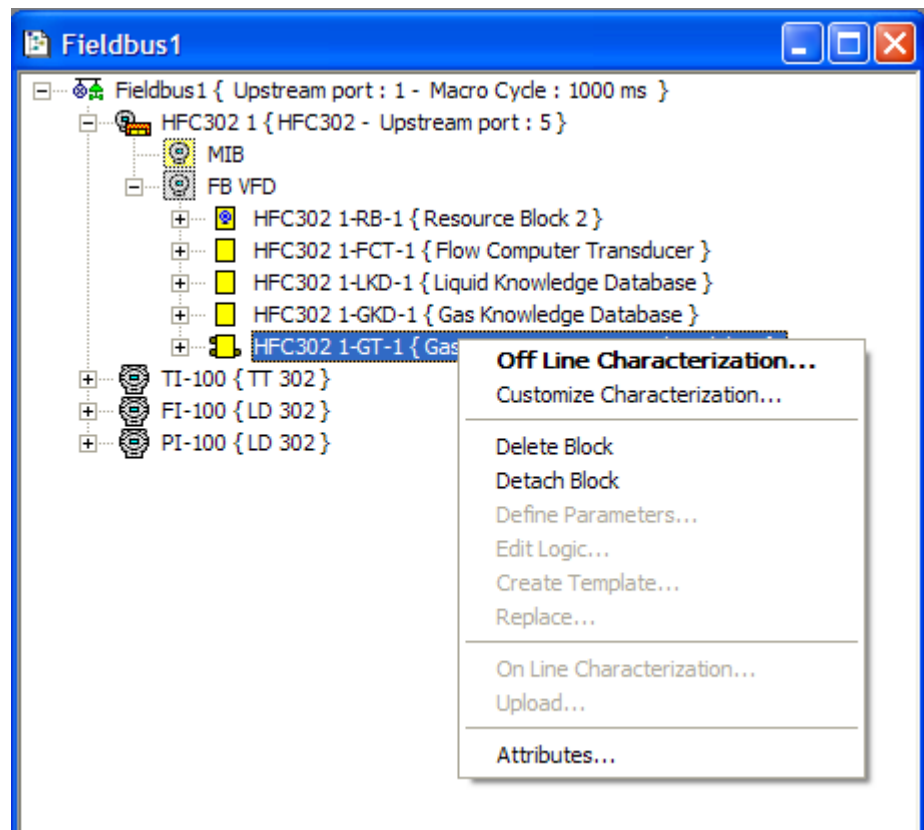 Fieldbus1
Fieldbus1 { Upstream port : 1 - Macro Cycle : 1000 ms }
HFC302 1 { HFC302 - Upstream port : 5 }
MIB
FB VFD
HFC302 1-RB-1 { Resource Block 2 }
HFC302 1-FCT-1 { Flow Computer Transducer }
HFC302 1-LKD-1 { Liquid Knowledge Database }
HFC302 1-GKD-1 { Gas Knowledge Database }
HFC302 1-GT-1 { Gas
TI-100 { TT 302 }
FI-100 { LD 302 }
PI-100 { LD 302 }
Off Line Characterization...
Customize Characterization...
Delete Block
Detach Block
Define Parameters...
Edit Logic...
Create Template...
Replace...
On Line Characterization...
Upload...
Attributes...